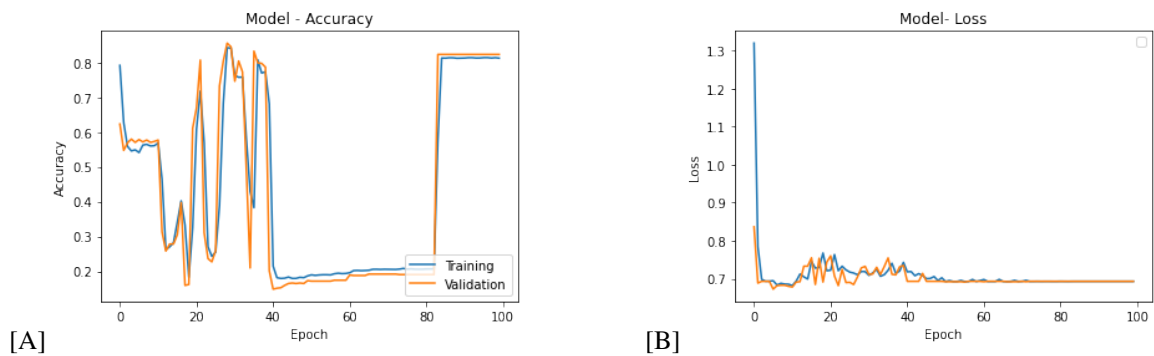 Model - Accuracy
Accuracy
0.8
0.7
0.6
0.5
0.4
0.3
0.2
Training
Validation
0 20 40 60 80 100
Epoch
[A]
Model- Loss
Loss
1.3
1.2
1.1
1.0
0.9
0.8
0.7
0 20 40 60 80 100
Epoch
[B]